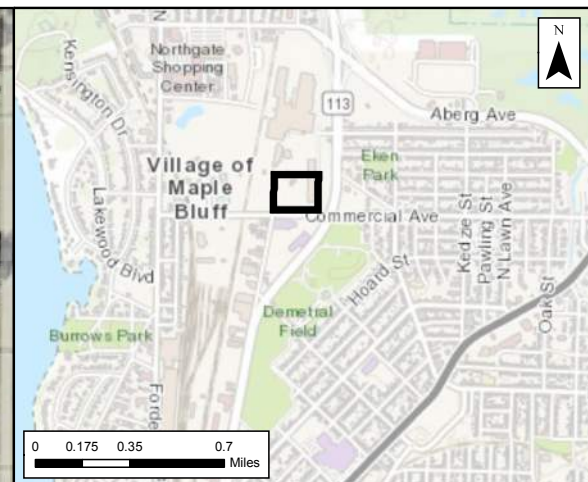 N
Northgate
Shopping
Center
Kensington Dr
113
Aberg Ave
Village of
Maple
Bluff
Eken
Park
Commercial Ave
Lakewood Blvd
Kedzie St
Pawling St
N Lawn Ave
Hoard St
Demetral
Field
Oak St
Burrows Park
Forde
0 0.175 0.35 0.7
Miles